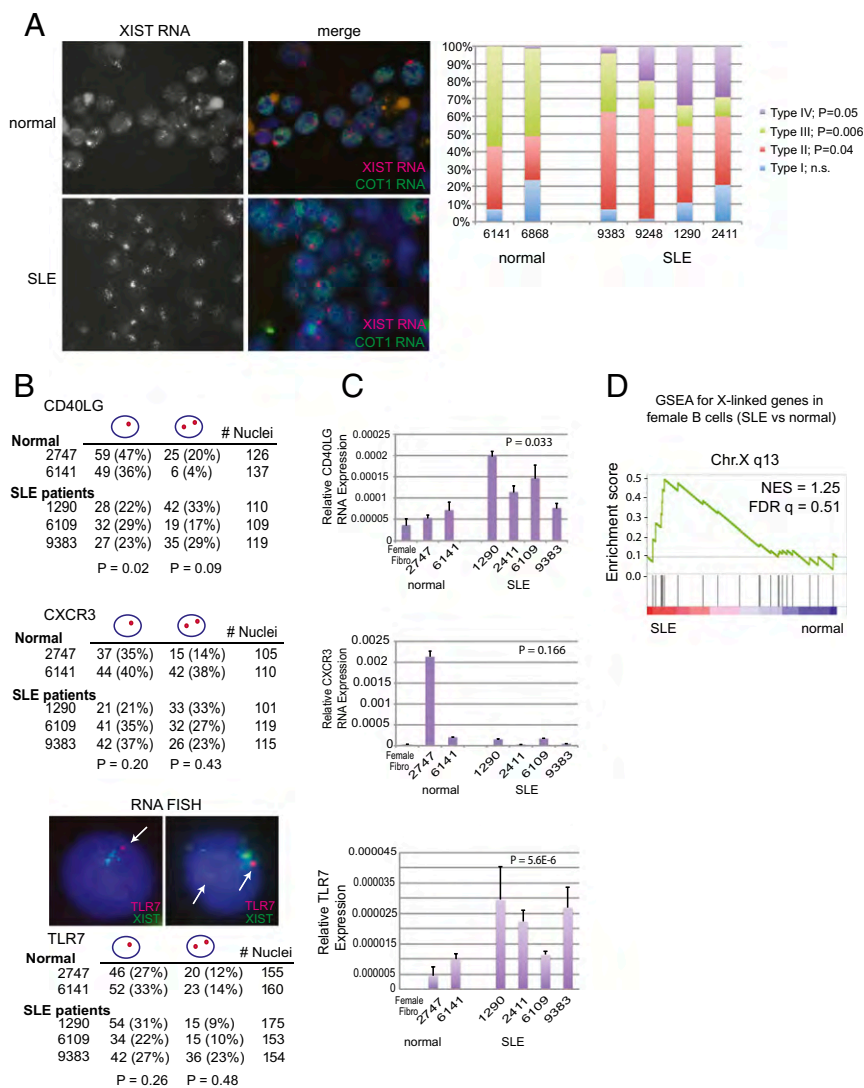 A
XIST RNA
merge
normal
XIST RNA
COT1 RNA
SLE
XIST RNA
COT1 RNA
100%
90%
80%
70%
60%
50%
40%
30%
20%
10%
0%
6141 6868 9383 9248 1290 2411
normal SLE
Type IV; P=0.05
Type III; P=0.006
Type II; P=0.04
Type I; n.s.
B
CD40LG
# Nuclei
Normal
2747 59 (47%) 25 (20%) 126
6141 49 (36%) 6 (4%) 137
SLE patients
1290 28 (22%) 42 (33%) 110
6109 32 (29%) 19 (17%) 109
9383 27 (23%) 35 (29%) 119
P = 0.02 P = 0.09
CXCR3
# Nuclei
Normal
2747 37 (35%) 15 (14%) 105
6141 44 (40%) 42 (38%) 110
SLE patients
1290 21 (21%) 33 (33%) 101
6109 41 (35%) 32 (27%) 119
9383 42 (37%) 26 (23%) 115
P = 0.20 P = 0.43
RNA FISH
TLR7
XIST
TLR7
XIST
TLR7
# Nuclei
Normal
2747 46 (27%) 20 (12%) 155
6141 52 (33%) 23 (14%) 160
SLE patients
1290 54 (31%) 15 (9%) 175
6109 34 (22%) 15 (10%) 153
9383 42 (27%) 36 (23%) 154
P = 0.26 P = 0.48
C
Relative CD40LG
RNA Expression
0.00025
0.0002
0.00015
0.0001
0.00005
0
P = 0.033
Female
Fibro
2747 6141 1290 2411 6109 9383
normal SLE
Relative CXCR3
RNA Expression
0.0025
0.002
0.0015
0.001
0.0005
0
P = 0.166
Female
Fibro
2747 6141 1290 2411 6109 9383
normal SLE
Relative TLR7
Expression
0.000045
0.000035
0.000025
0.000015
0.000005
0
P = 5.6E-6
Female
Fibro
2747 6141 1290 2411 6109 9383
normal SLE
D
GSEA for X-linked genes in
female B cells (SLE vs normal)
Chr.X q13
Enrichment score
0.5
0.4
0.3
0.2
0.1
0.0
NES = 1.25
FDR q = 0.51
SLE normal